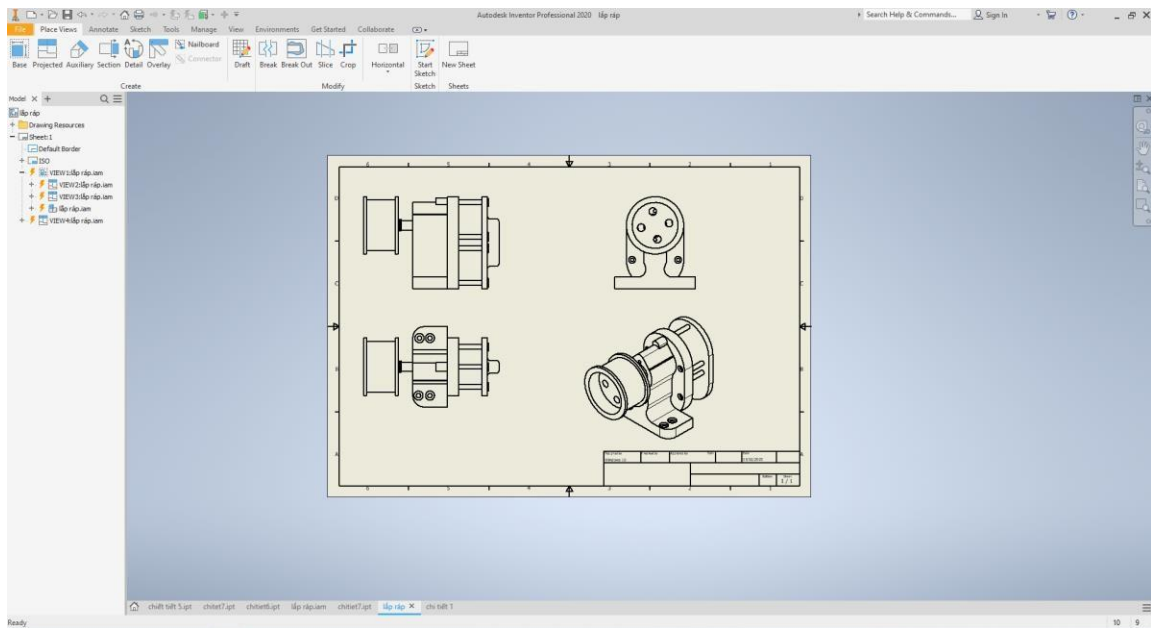 Autodesk Inventor Professional 2020 lắp ráp
Search Help & Commands...
Sign In
File Place Views Annotate Sketch Tools Manage View Environments Get Started Collaborate
Base Projected Auxiliary Section Detail Overlay
Nailboard
Connector
Draft Break Break Out Slice Crop
Horizontal
Start Sketch
New Sheet
Create Modify Sketch Sheets
Model
lắp ráp
Drawing Resources
Sheet:1
Default Border
ISO
VIEW1:lắp ráp.iam
VIEW2:lắp ráp.iam
VIEW3:lắp ráp.iam
lắp ráp.iam
VIEW4:lắp ráp.iam
1 / 1
chiết tiết 5.ipt chitet7.ipt chitiet6.ipt lắp ráp.iam chitiet7.ipt lắp ráp chi tiết 1
Ready
10 9